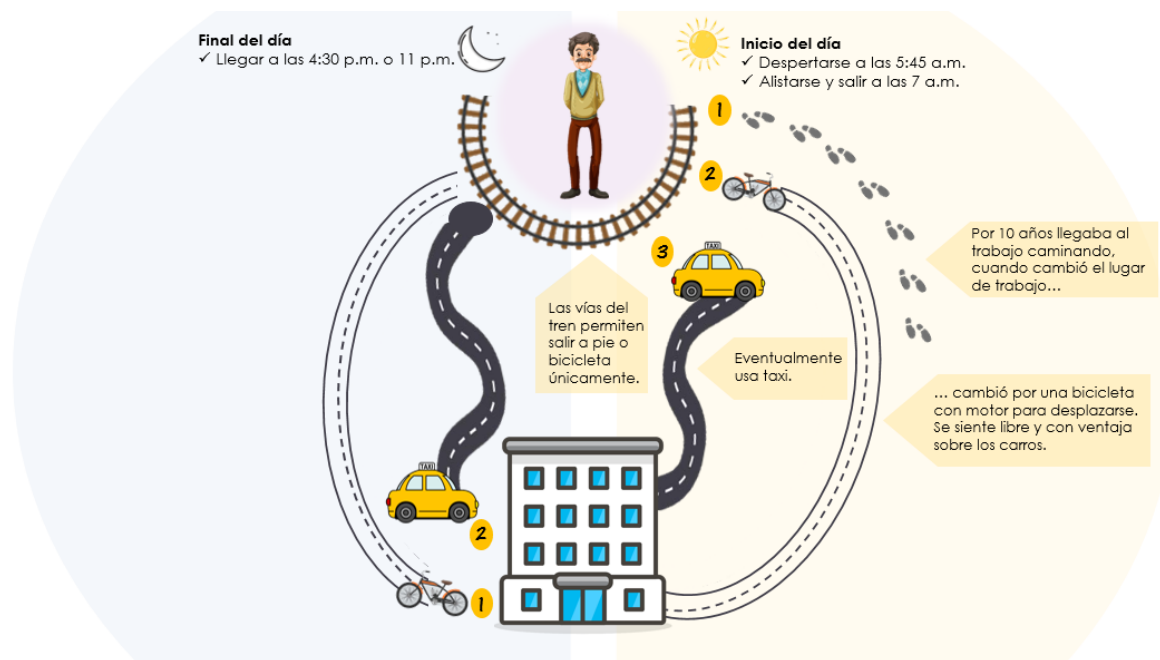 Final del día
✓ Llegar a las 4:30 p.m. o 11 p.m.
Inicio del día
✓ Despertarse a las 5:45 a.m.
✓ Alistarse y salir a las 7 a.m.
1
2
3
TAXI
Por 10 años llegaba al
trabajo caminando,
cuando cambió el lugar
de trabajo…
Las vías del
tren permiten
salir a pie o
bicicleta
únicamente.
Eventualmente
usa taxi.
… cambió por una bicicleta
con motor para desplazarse.
Se siente libre y con ventaja
sobre los carros.
TAXI
2
1